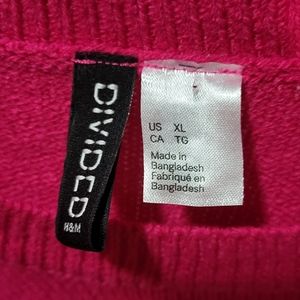 DIVIDED
H&M
US XL
CA TG
Made in
Bangladesh
Fabriqué en
Bangladesh